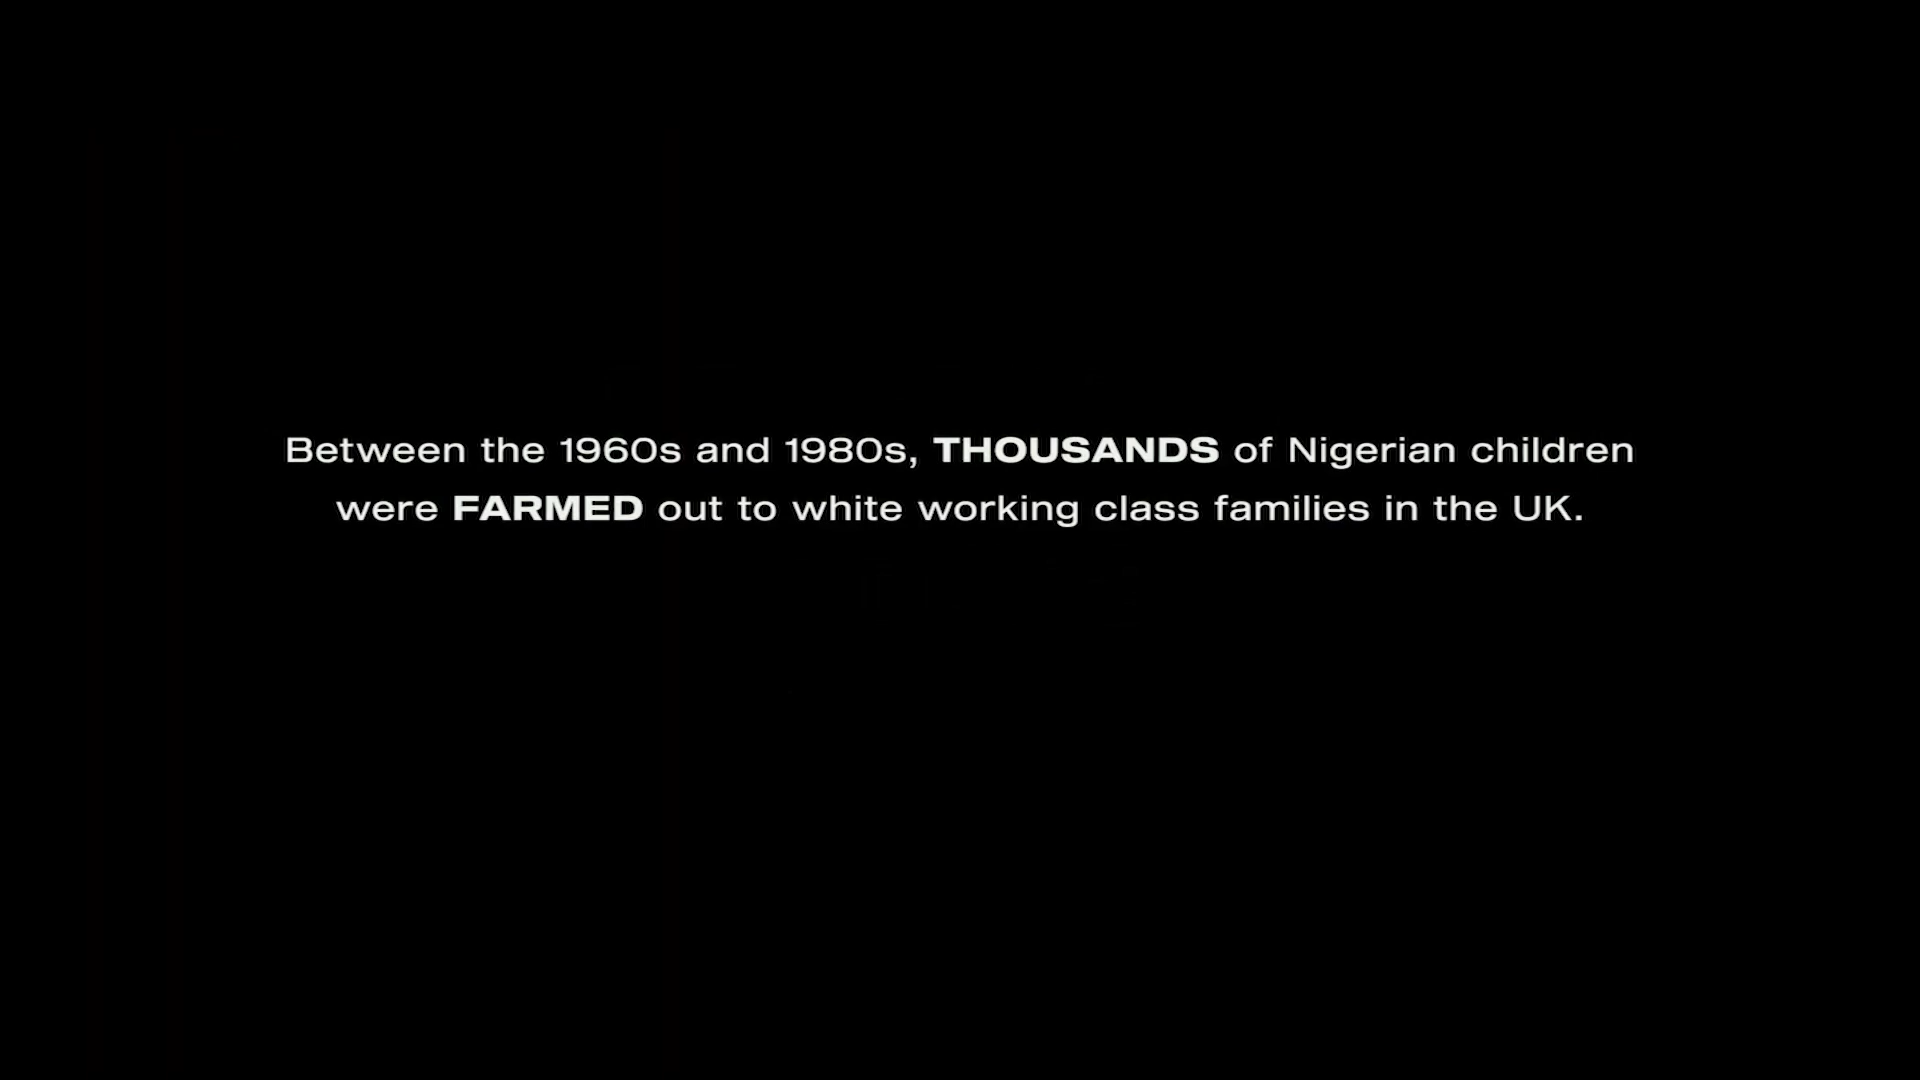 Between the 1960s and 1980s, THOUSANDS of Nigerian children
were FARMED out to white working class families in the UK.